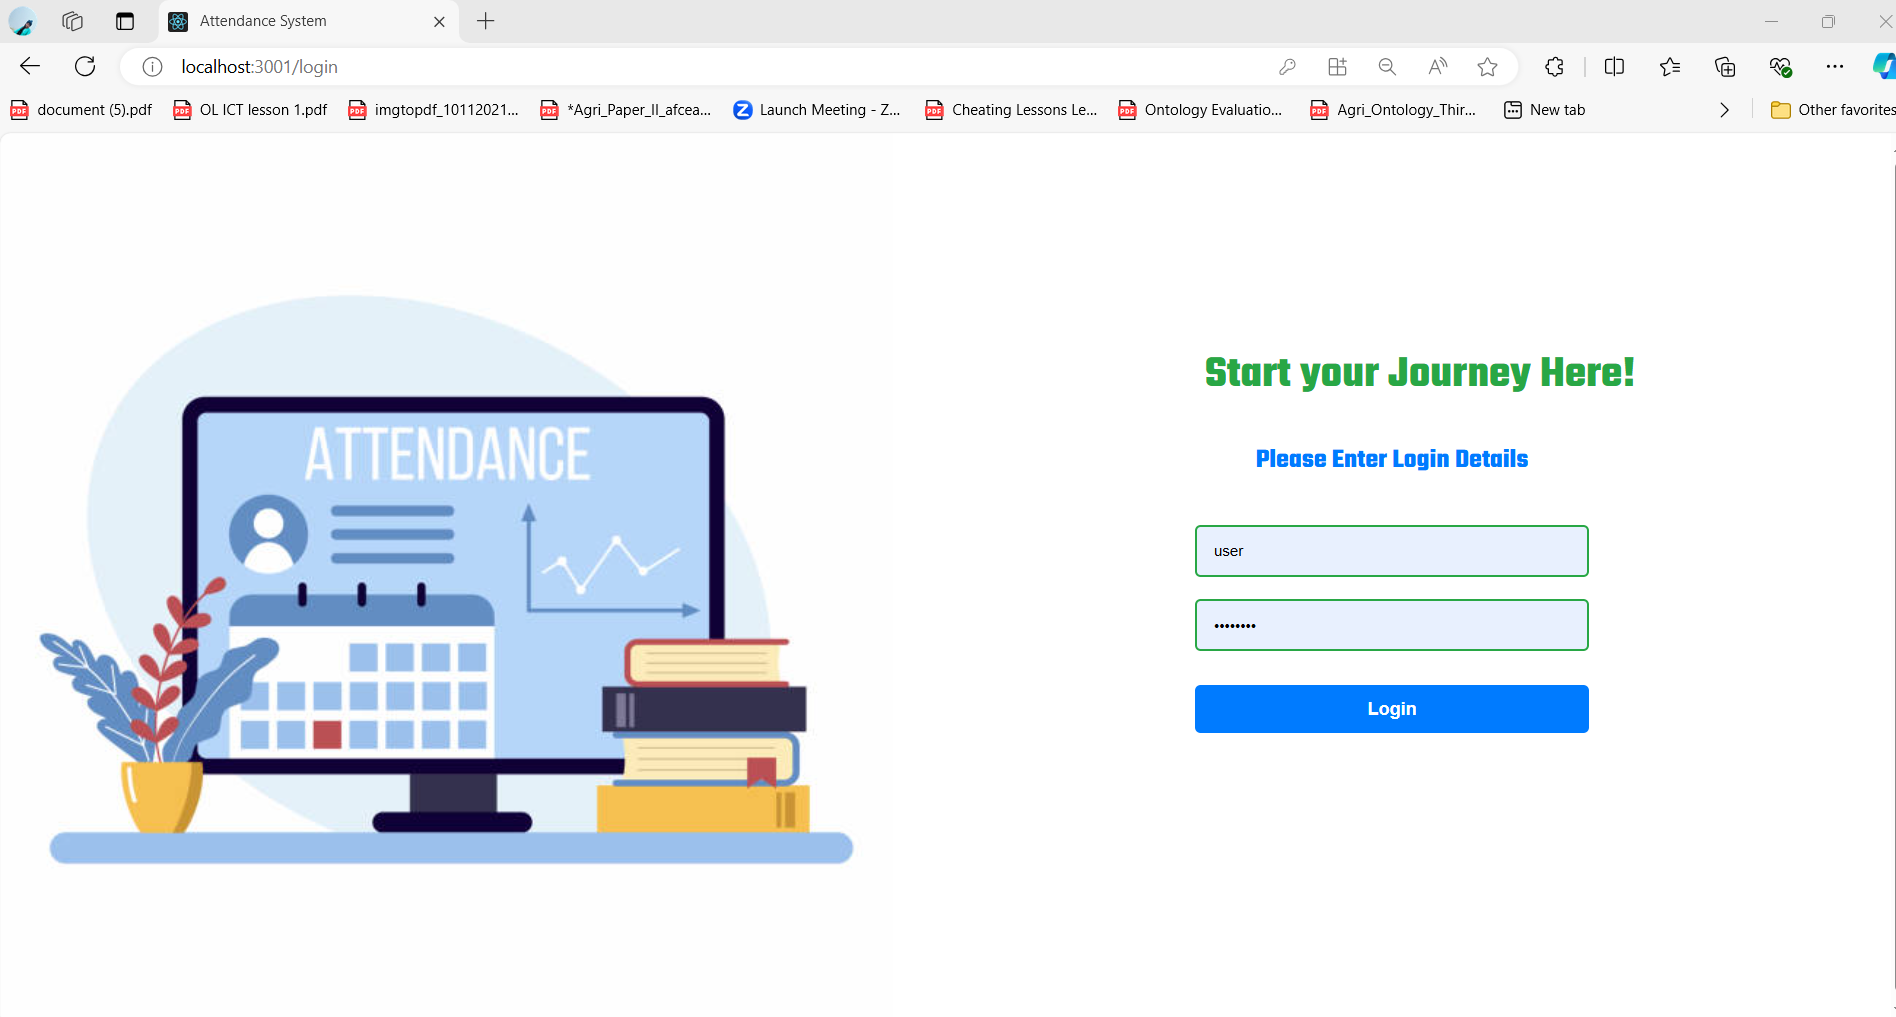 Attendance System
localhost:3001/login
document (5).pdf
OL ICT lesson 1.pdf
imgtopdf_10112021...
*Agri_Paper_II_afcea...
Launch Meeting - Z...
Cheating Lessons Le...
Ontology Evaluatio...
Agri_Ontology_Thir...
New tab
Other favorites
ATTENDANCE
Start your Journey Here!
Please Enter Login Details
user
••••••••
Login